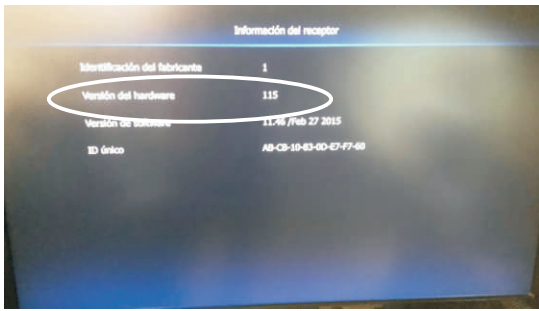 Información del receptor
Identificación del fabricante 1
Versión del hardware 115
Versión de software 11.46 /Feb 27 2015
ID único AB-CB-10-83-0D-E7-F7-60